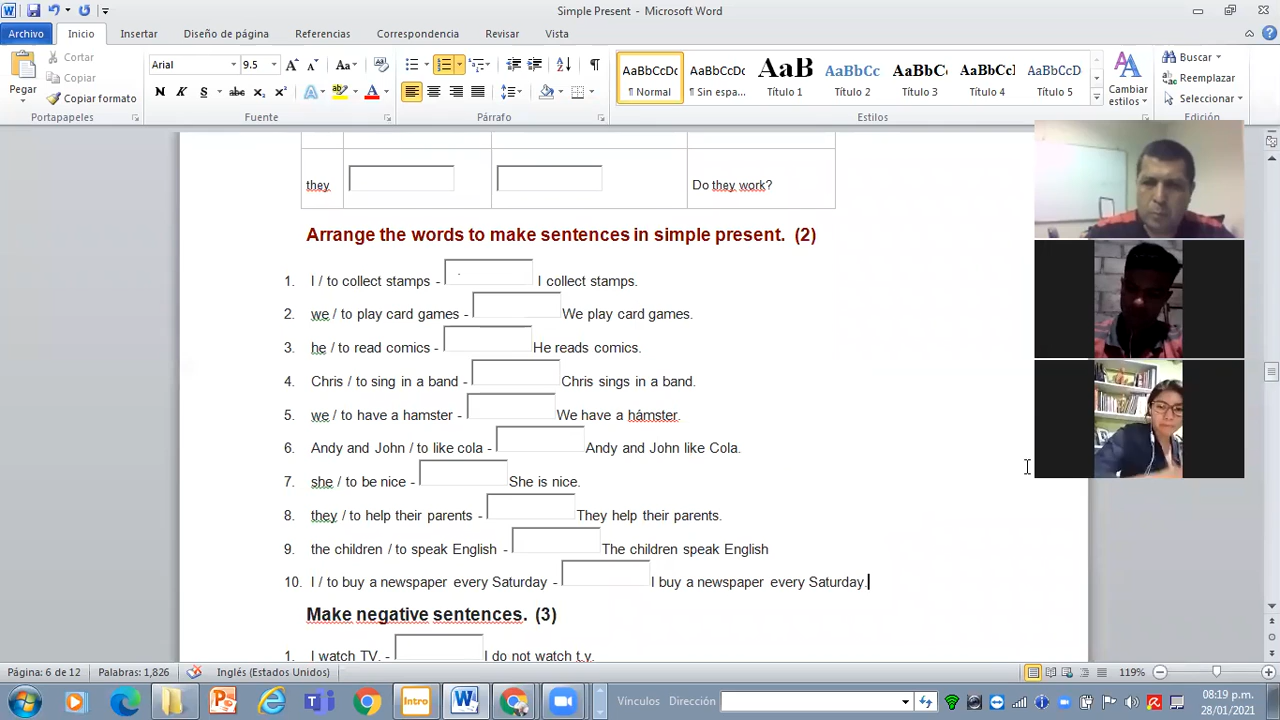 Simple Present - Microsoft Word
Archivo Inicio Insertar Diseño de página Referencias Correspondencia Revisar Vista
Cortar
Copiar
Copiar formato
Pegar
Portapapeles
Arial 9.5
Fuente
Párrafo
AaBbCcDc AaBbCcDc AaB AaBbCc AaBbCc AaBbCc AaBbCcD
¶ Normal ¶ Sin espa... Título 1 Título 2 Título 3 Título 4 Título 5
Estilos
Cambiar estilos
Buscar
Reemplazar
Seleccionar
Edición
they Do they work?
Arrange the words to make sentences in simple present. (2)
1. I / to collect stamps - I collect stamps.
2. we / to play card games - We play card games.
3. he / to read comics - He reads comics.
4. Chris / to sing in a band - Chris sings in a band.
5. we / to have a hamster - We have a hámster.
6. Andy and John / to like cola - Andy and John like Cola.
7. she / to be nice - She is nice.
8. they / to help their parents - They help their parents.
9. the children / to speak English - The children speak English
10. I / to buy a newspaper every Saturday - I buy a newspaper every Saturday.
Make negative sentences. (3)
1. I watch TV. - I do not watch t.v.
Página: 6 de 12 Palabras: 1,826 Inglés (Estados Unidos) 119%
Intro
Vínculos Dirección
08:19 p.m.
28/01/2021